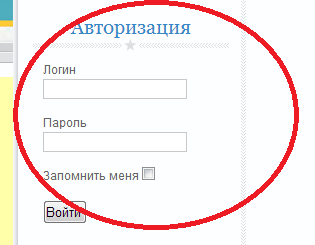 Авторизация
Логин
Пароль
Запомнить меня
Войти